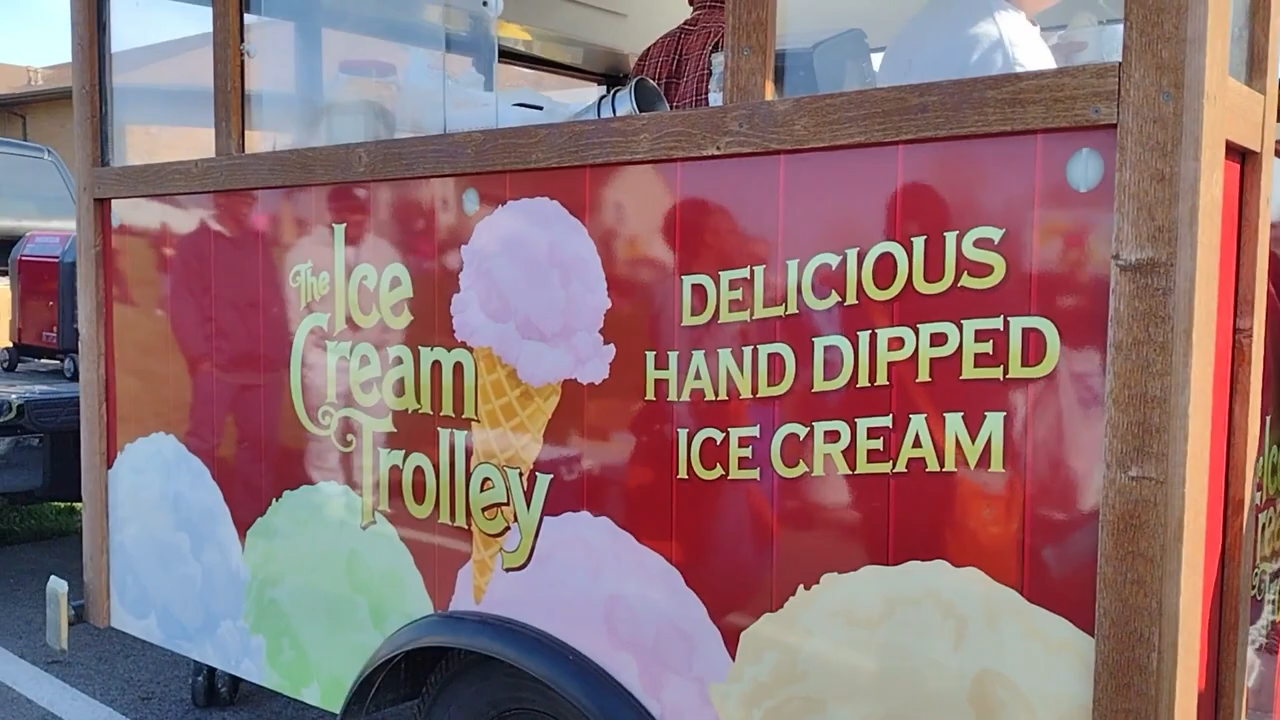 The Ice
Cream
Trolley
DELICIOUS
HAND DIPPED
ICE CREAM